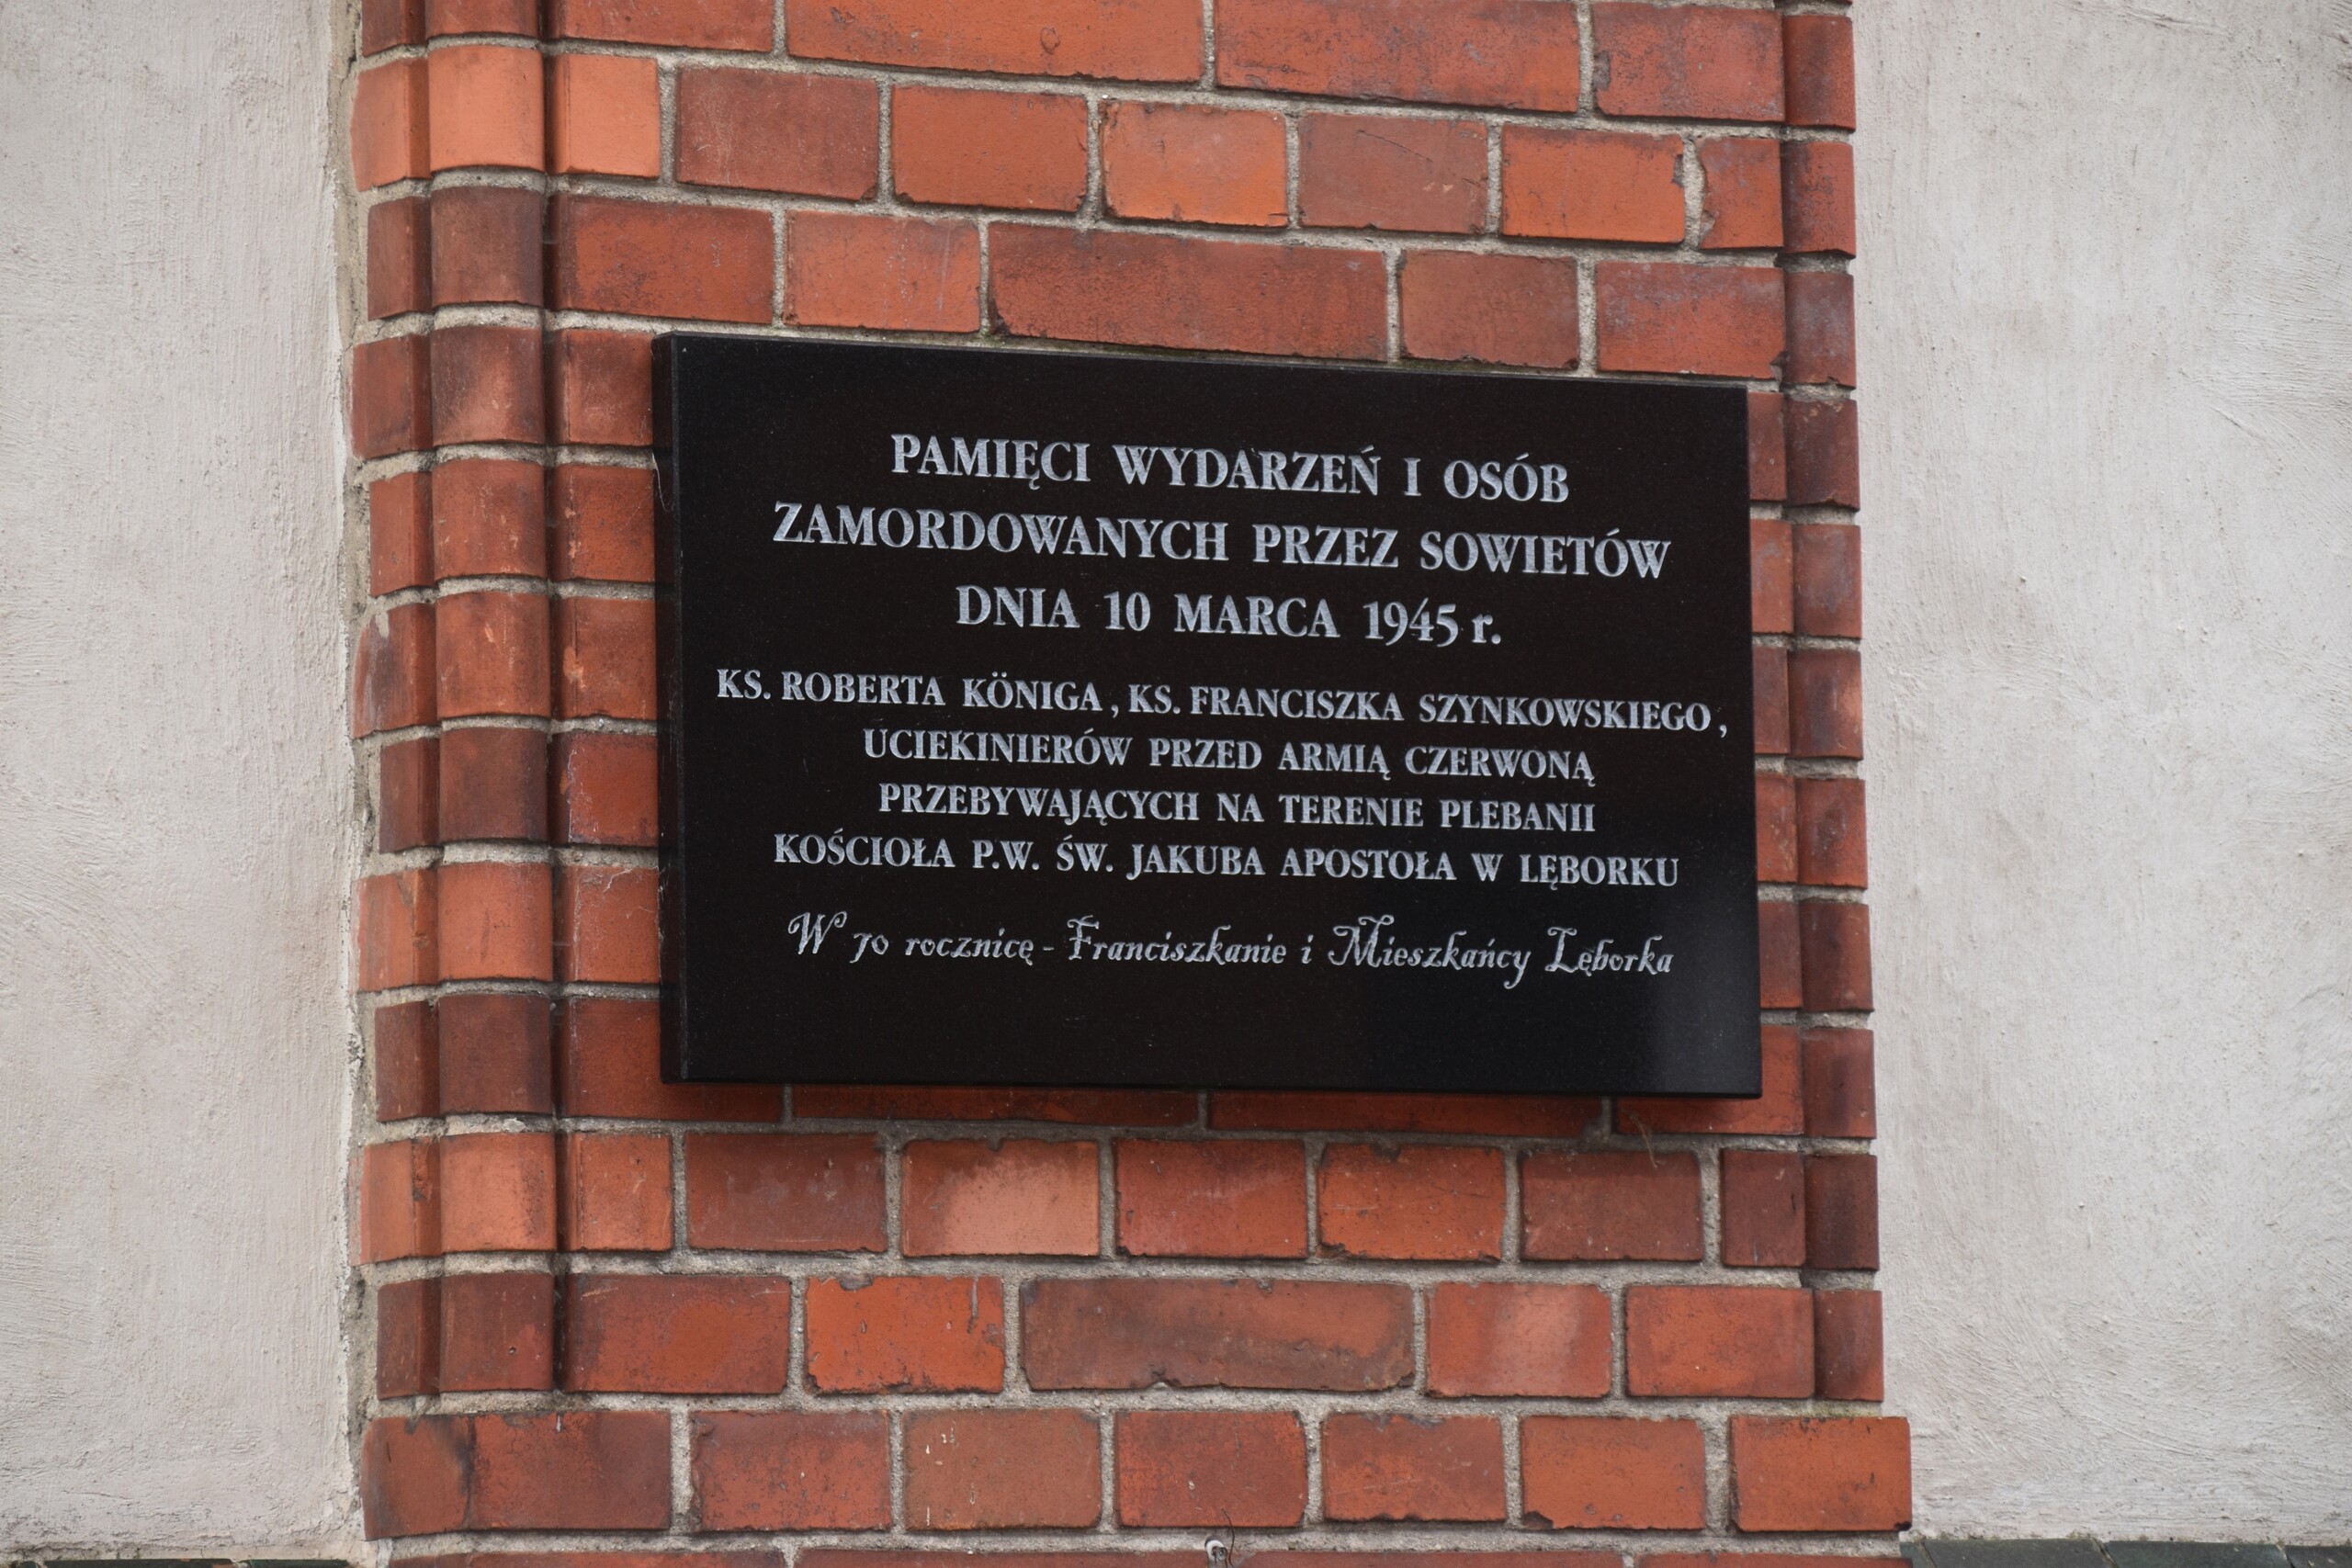 PAMIĘCI WYDARZEŃ I OSÓB
ZAMORDOWANYCH PRZEZ SOWIETÓW
DNIA 10 MARCA 1945 r.
KS. ROBERTA KÖNIGA, KS. FRANCISZKA SZYNKOWSKIEGO,
UCIEKINIERÓW PRZED ARMIĄ CZERWONĄ
PRZEBYWAJĄCYCH NA TERENIE PLEBANII
KOŚCIOŁA P.W. ŚW. JAKUBA APOSTOŁA W LĘBORKU
W 70 rocznicę - Franciszkanie i Mieszkańcy Lęborka